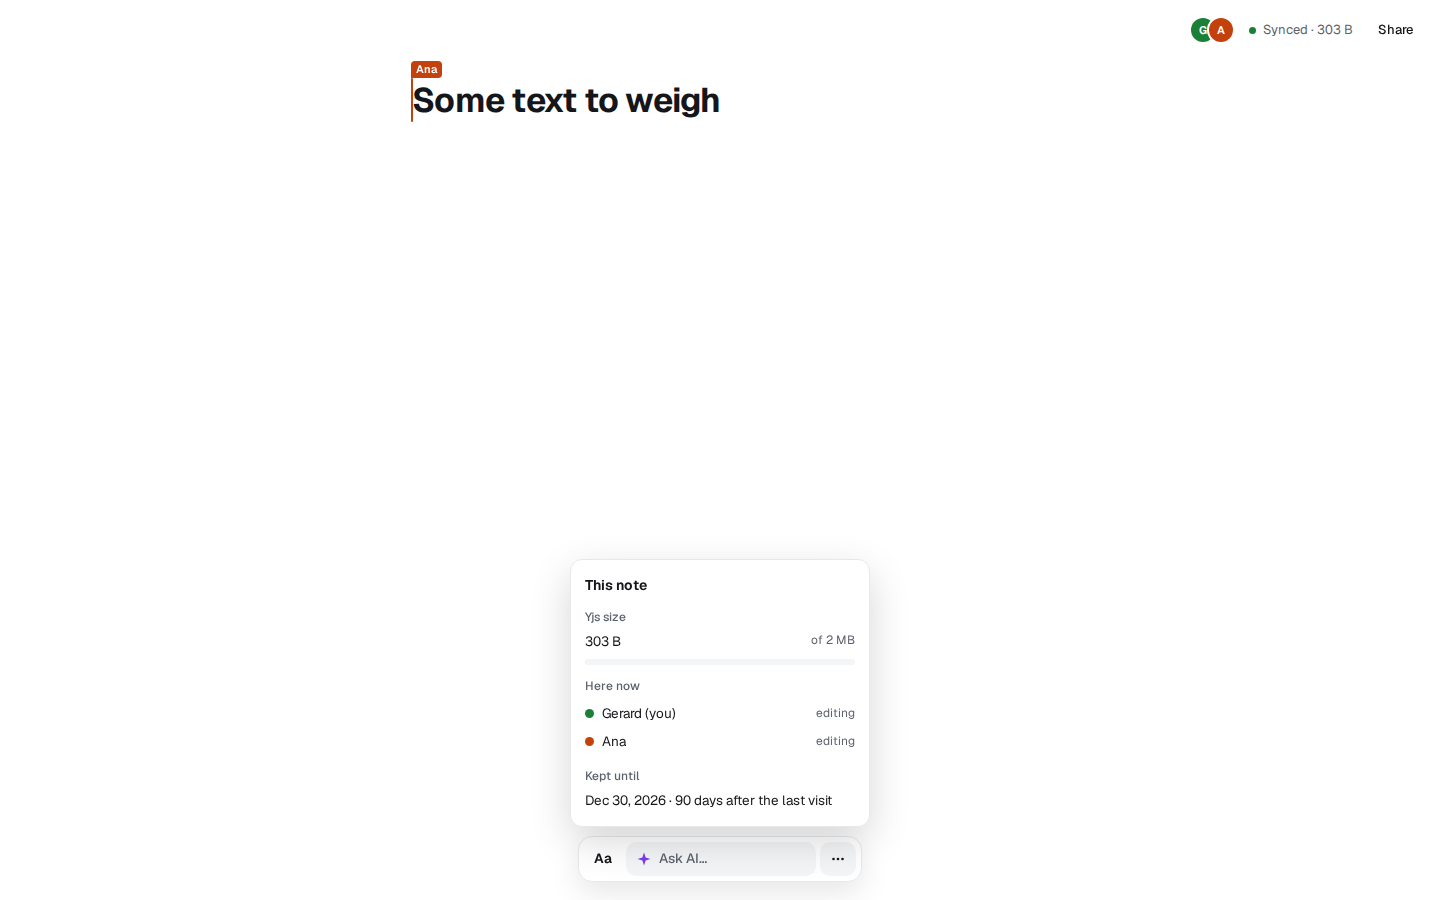 G A Synced · 303 B Share
Ana
Some text to weigh
This note
Yjs size
303 B of 2 MB
Here now
Gerard (you) editing
Ana editing
Kept until
Dec 30, 2026 · 90 days after the last visit
Aa Ask AI... ...